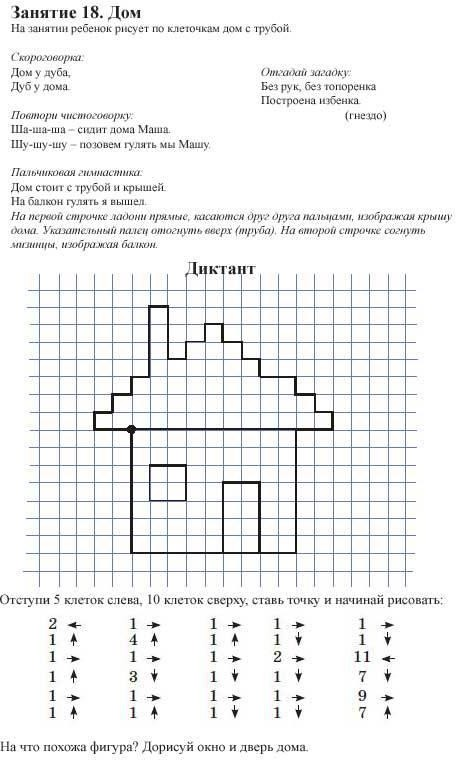 Занятие 18. Дом
На занятии ребенок рисует по клеточкам дом с трубой.
Скороговорка:
Дом у дуба,
Дуб у дома.
Отгадай загадку:
Без рук, без топоренка
Построена избенка.
(гнездо)
Повтори чистоговорку:
Ша-ша-ша – сидит дома Маша.
Шу-шу-шу – позовем гулять мы Машу.
Пальчиковая гимнастика:
Дом стоит с трубой и крышей.
На балкон гулять я вышел.
На первой строчке ладони прямые, касаются друг друга пальцами, изображая крышу
дома. Указательный палец отогнуть вверх (труба). На второй строчке согнуть
мизинцы, изображая балкон.
Диктант
Отступи 5 клеток слева, 10 клеток сверху, ставь точку и начинай рисовать:
2 ← 1 → 1 → 1 → 1 →
1 ↑ 4 ↑ 1 ↑ 1 ↓ 1 ↓
1 → 1 → 1 → 2 → 11 ←
1 ↑ 3 ↓ 1 ↓ 1 ↓ 7 ↓
1 → 1 → 1 → 1 → 9 →
1 ↑ 1 ↑ 1 ↓ 1 ↓ 7 ↑
На что похожа фигура? Дорисуй окно и дверь дома.